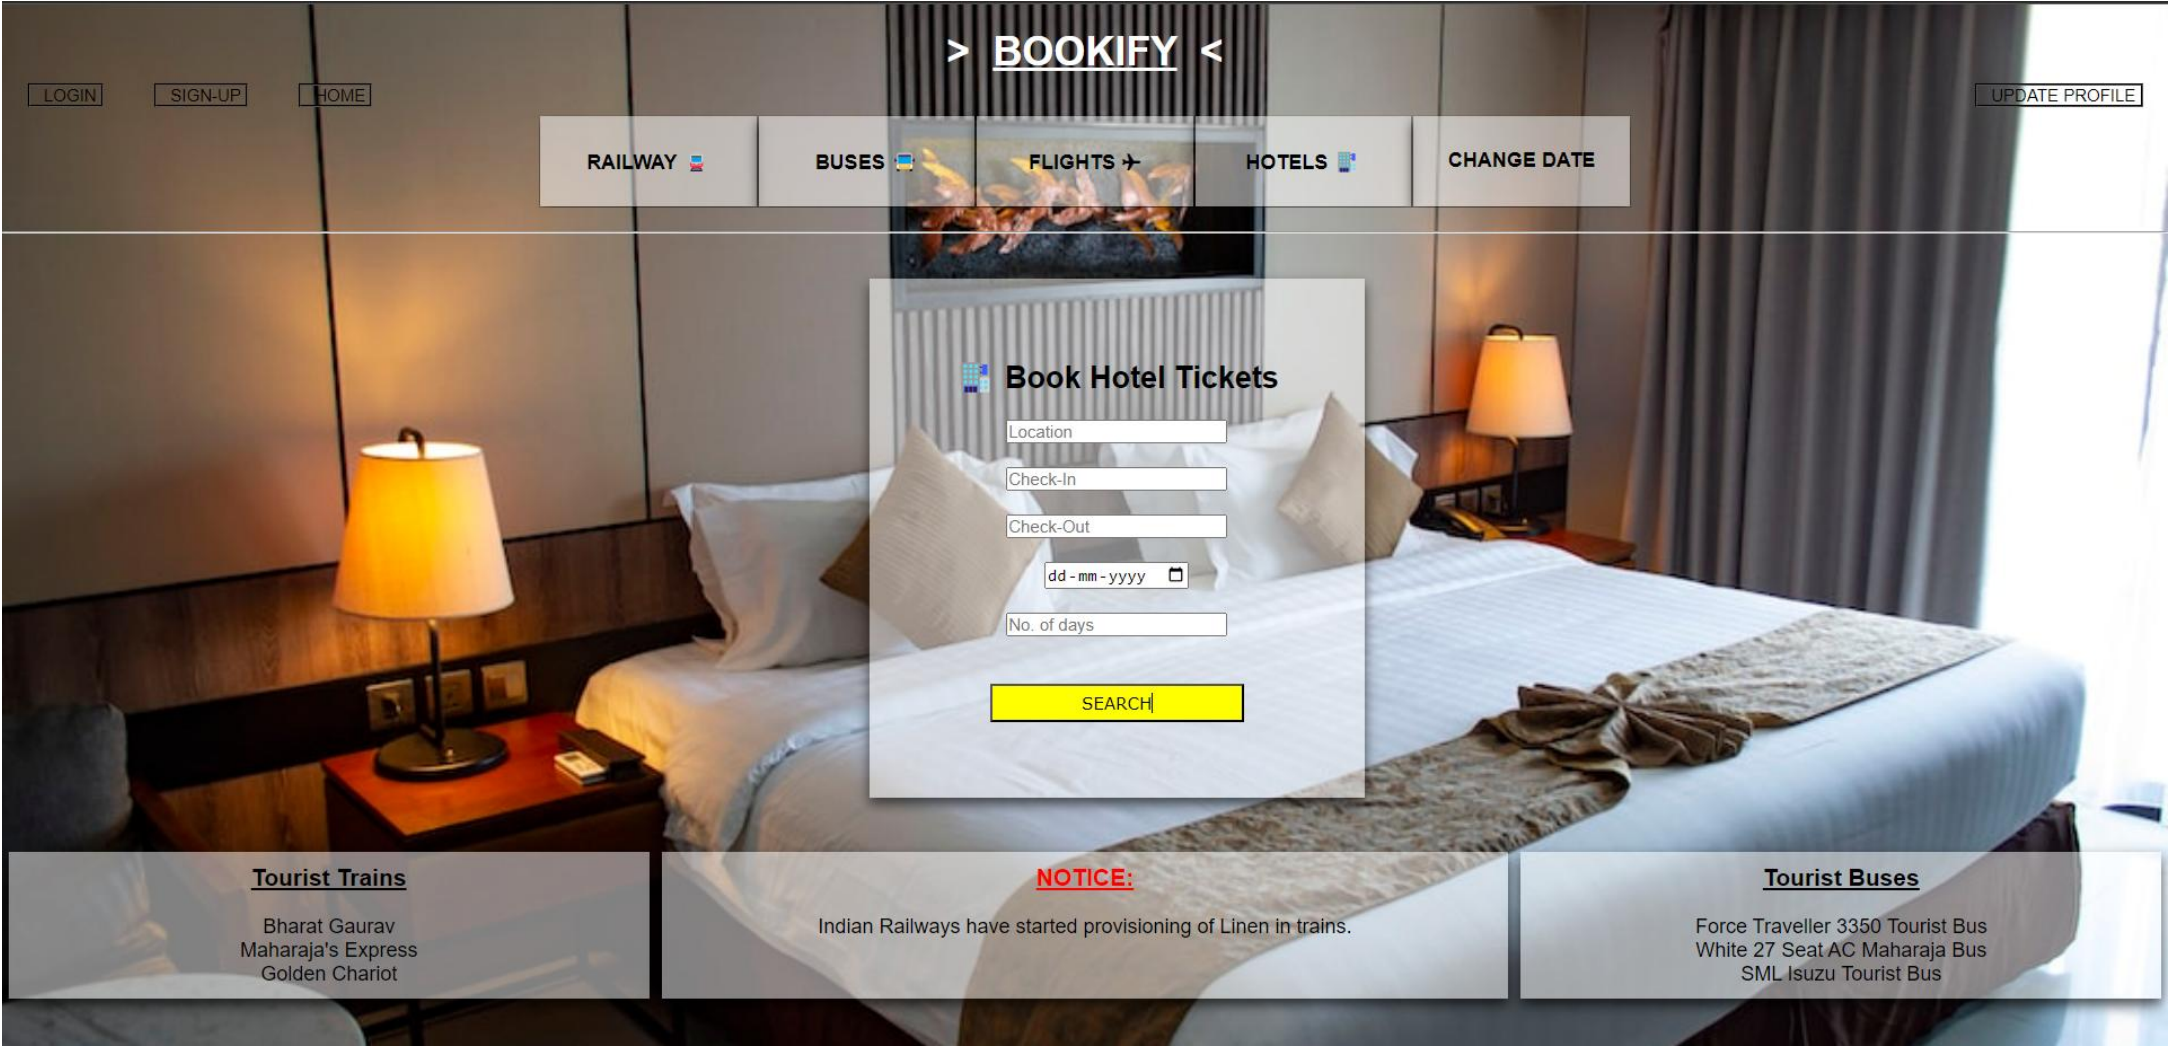 > BOOKIFY <
LOGIN
SIGN-UP
HOME
UPDATE PROFILE
RAILWAY
BUSES
FLIGHTS ✈
HOTELS
CHANGE DATE
Book Hotel Tickets
Location
Check-In
Check-Out
dd-mm-yyyy
No. of days
SEARCH
Tourist Trains
Bharat Gaurav
Maharaja's Express
Golden Chariot
NOTICE:
Indian Railways have started provisioning of Linen in trains.
Tourist Buses
Force Traveller 3350 Tourist Bus
White 27 Seat AC Maharaja Bus
SML Isuzu Tourist Bus